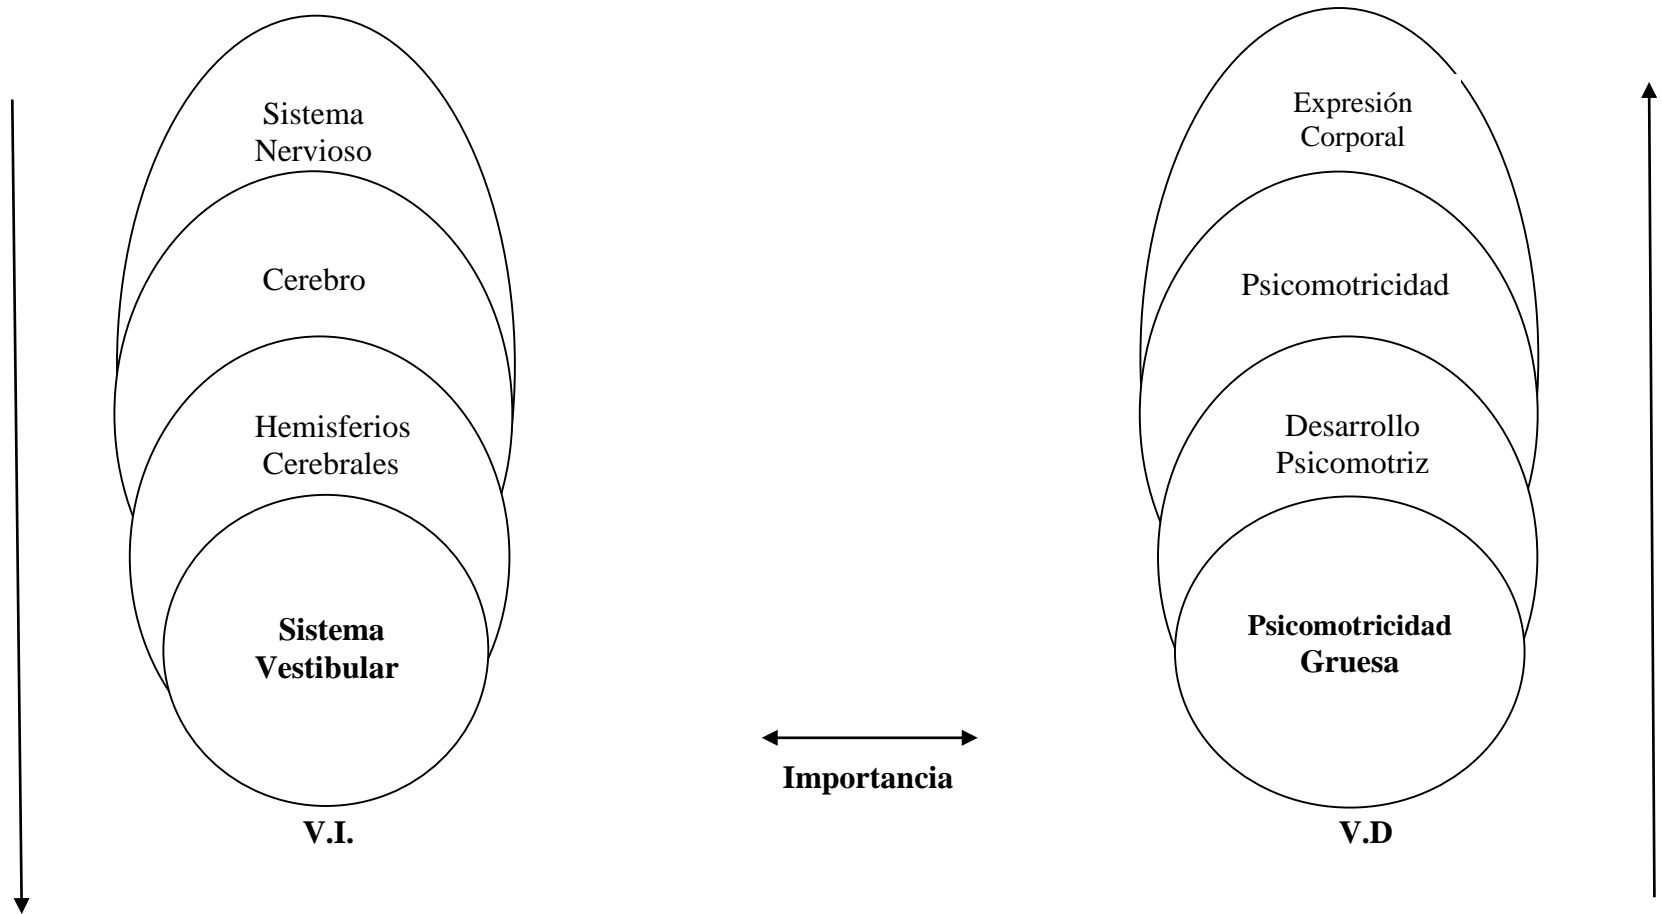 Sistema
Nervioso
Cerebro
Hemisferios
Cerebrales
Sistema
Vestibular
V.I.
Importancia
Expresión
Corporal
Psicomotricidad
Desarrollo
Psicomotriz
Psicomotricidad
Gruesa
V.D